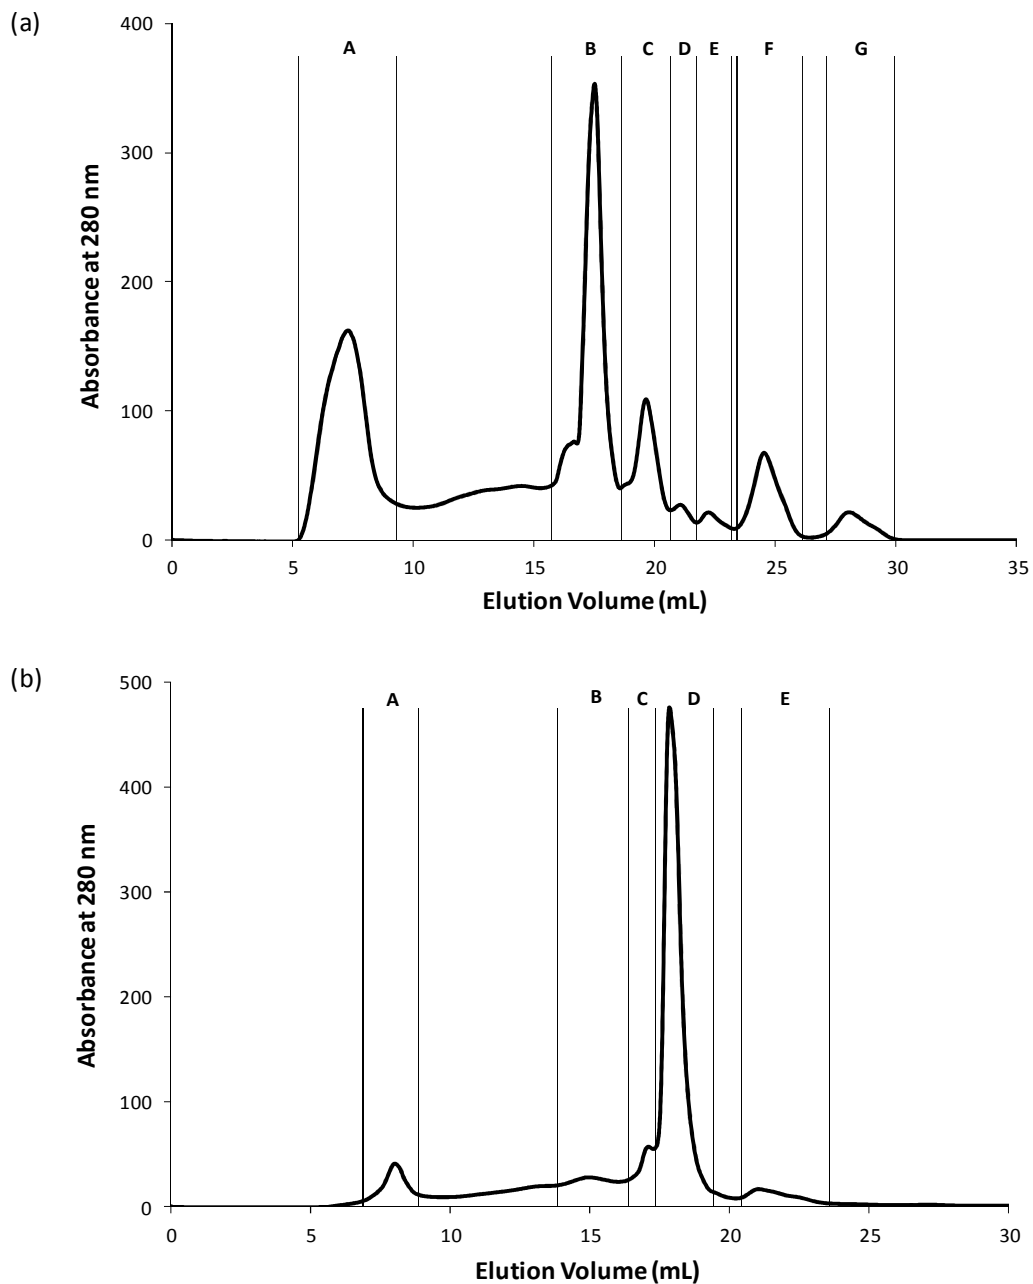 (a)
400
A B C D E F G
300
200
100
0
0 5 10 15 20 25 30 35
Absorbance at 280 nm
Elution Volume (mL)
(b)
500
A B C D E
400
300
200
100
0
0 5 10 15 20 25 30
Absorbance at 280 nm
Elution Volume (mL)